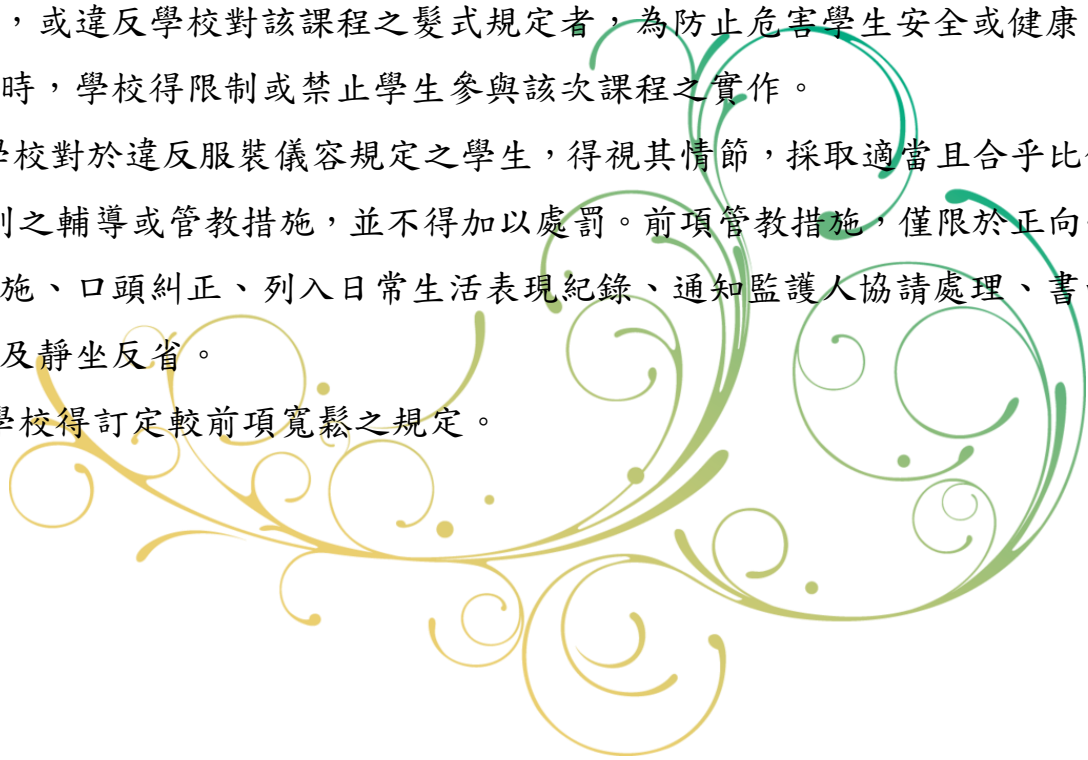 ，或違反學校對該課程之髮式規定者，為防止危害學生安全或健康
時，學校得限制或禁止學生參與該次課程之實作。
學校對於違反服裝儀容規定之學生，得視其情節，採取適當且合乎比
則之輔導或管教措施，並不得加以處罰。前項管教措施，僅限於正向
施、口頭糾正、列入日常生活表現紀錄、通知監護人協請處理、書
及靜坐反省。
學校得訂定較前項寬鬆之規定。